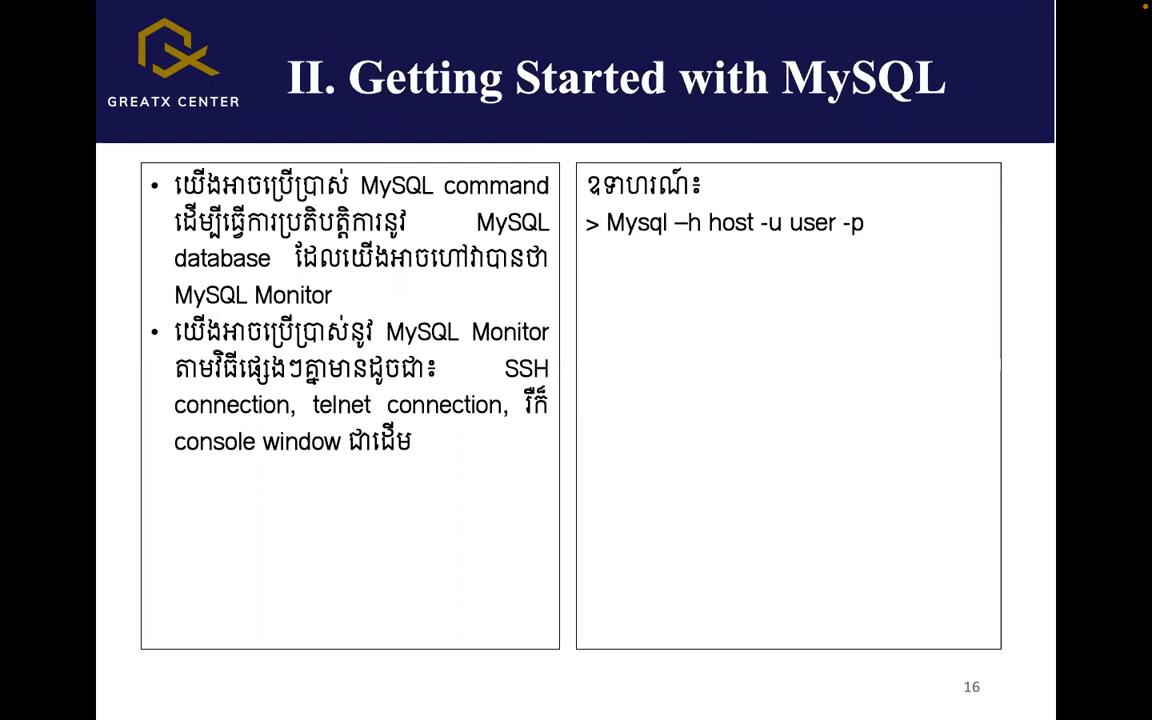 GREATX CENTER
II. Getting Started with MySQL
• យើងអាចប្រើប្រាស់ MySQL command
ដើម្បីធ្វើការប្រតិបត្តិការនូវ MySQL
database ដែលយើងអាចហៅវាបានថា
MySQL Monitor
• យើងអាចប្រើប្រាស់នូវ MySQL Monitor
តាមវិធីផ្សេងៗគ្នាមានដូចជា៖ SSH
connection, telnet connection, រឺក៏
console window ជាដើម
ឧទាហរណ៍៖
> Mysql –h host -u user -p
16